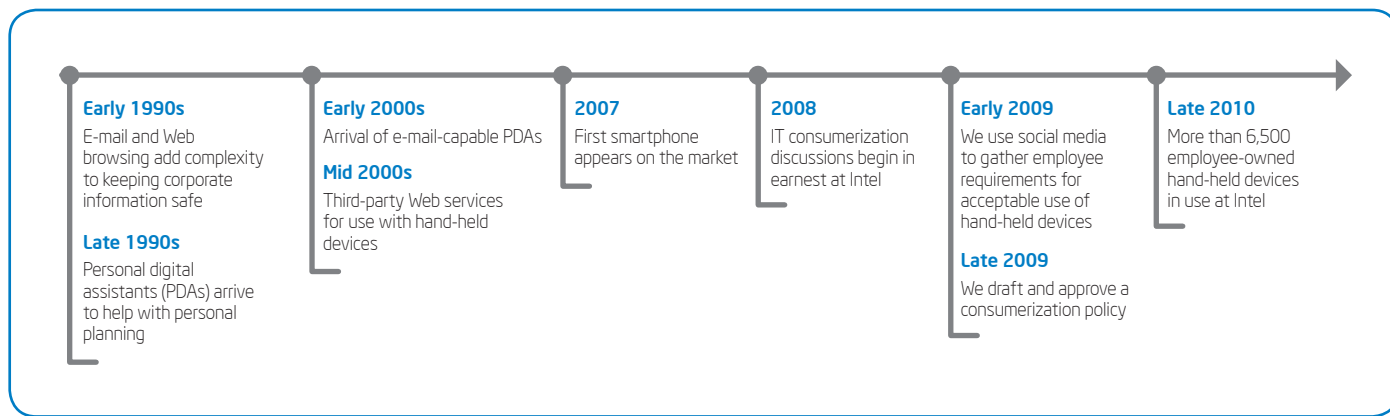 Early 1990s
E-mail and Web
browsing add complexity
to keeping corporate
information safe
Late 1990s
Personal digital
assistants (PDAs) arrive
to help with personal
planning
Early 2000s
Arrival of e-mail-capable PDAs
Mid 2000s
Third-party Web services
for use with hand-held
devices
2007
First smartphone
appears on the market
2008
IT consumerization
discussions begin in
earnest at Intel
Early 2009
We use social media
to gather employee
requirements for
acceptable use of
hand-held devices
Late 2009
We draft and approve a
consumerization policy
Late 2010
More than 6,500
employee-owned
hand-held devices
in use at Intel